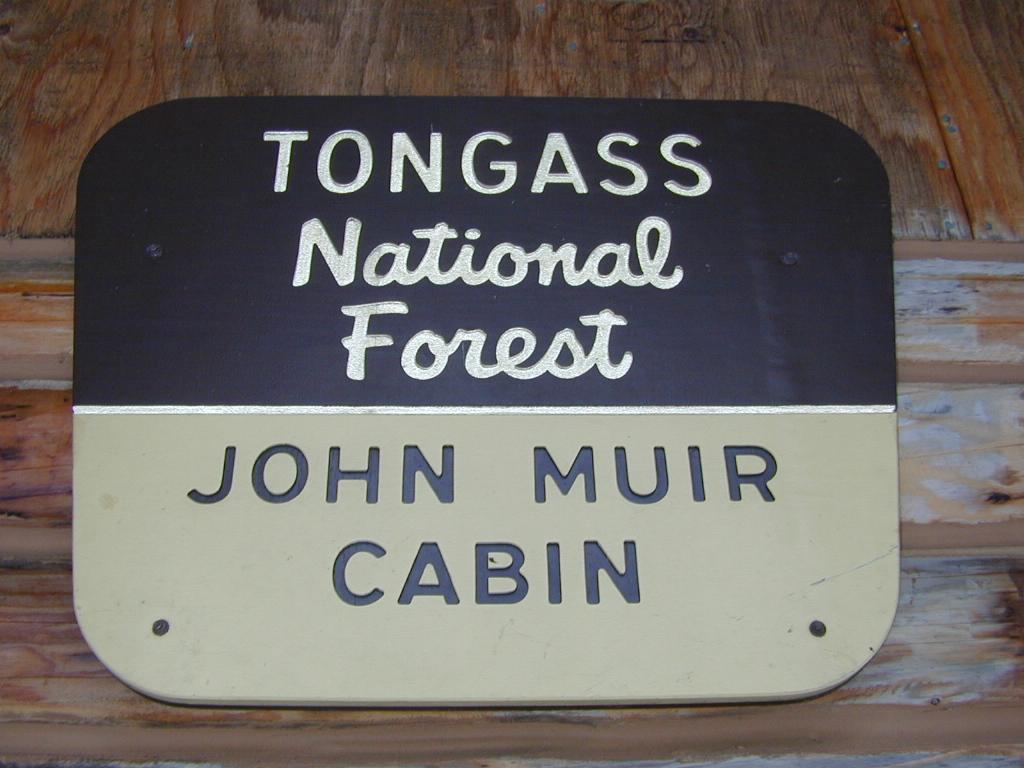 TONGASS
National
Forest
JOHN MUIR
CABIN